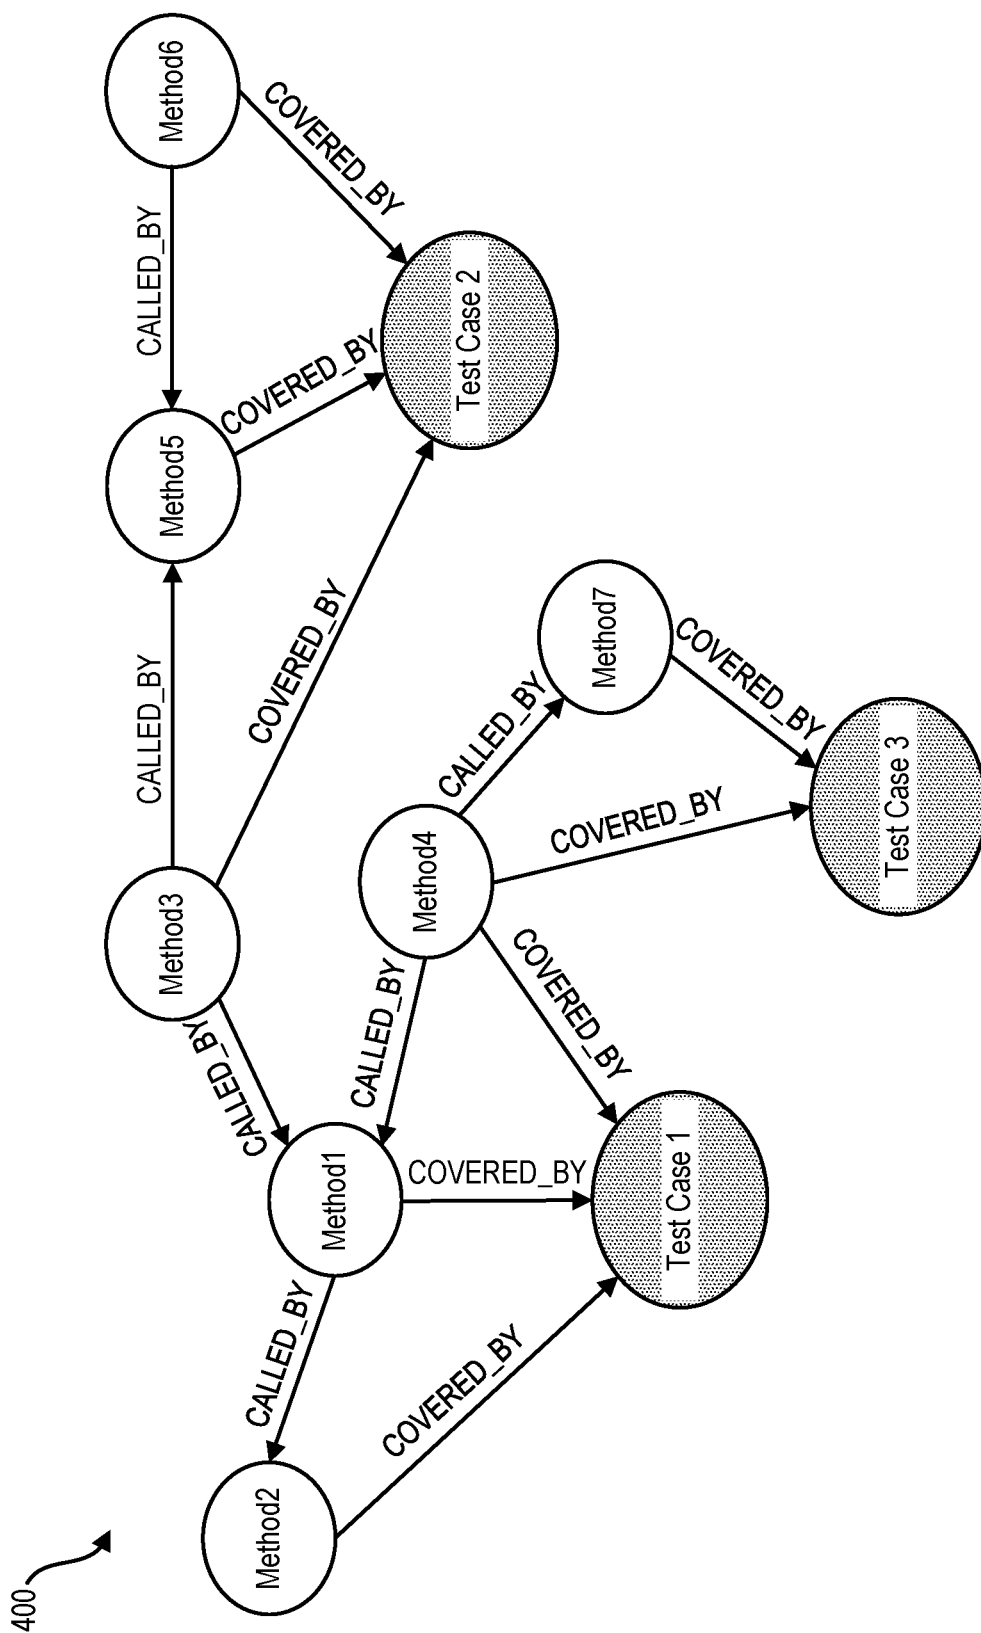 400
Method2
CALLED_BY
COVERED_BY
Method1
COVERED_BY
Test Case 1
CALLED_BY
CALLED_BY
COVERED_BY
Method3
Method4
CALLED_BY
COVERED_BY
COVERED_BY
CALLED_BY
Method7
COVERED_BY
Test Case 3
Method5
COVERED_BY
Test Case 2
CALLED_BY
COVERED_BY
Method6